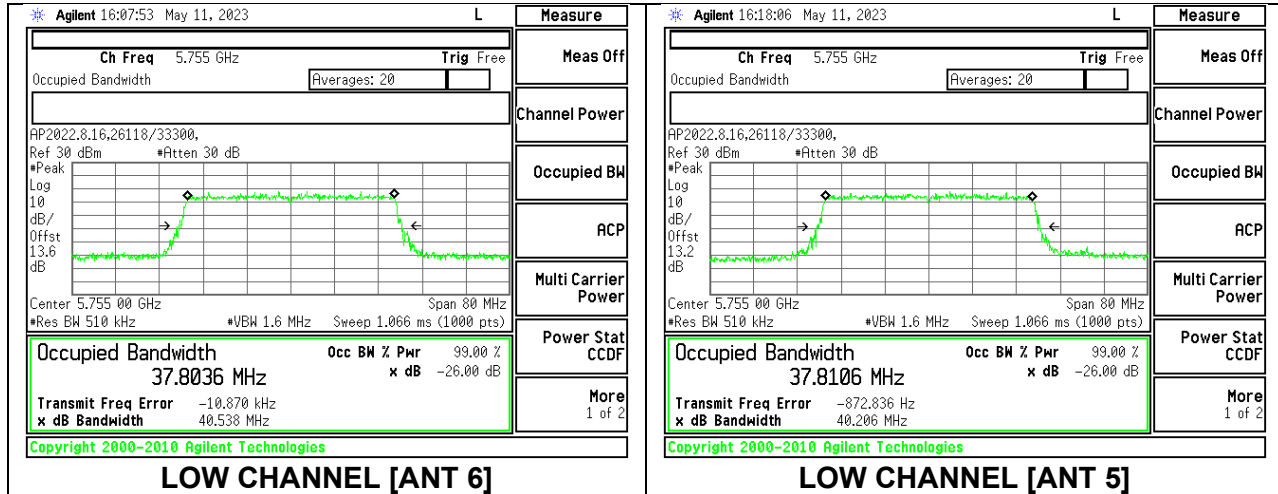 Agilent 16:07:53 May 11, 2023 L
Measure
Ch Freq 5.755 GHz Trig Free
Meas Off
Occupied Bandwidth Averages: 20
Channel Power
AP2022.8.16,26118/33300,
Ref 30 dBm #Atten 30 dB
#Peak
Log
10
dB/
Offst
13.6
dB
Occupied BW
ACP
Multi Carrier
Power
Center 5.755 00 GHz Span 80 MHz
#Res BW 510 kHz #VBW 1.6 MHz Sweep 1.066 ms (1000 pts)
Power Stat
CCDF
Occupied Bandwidth Occ BW % Pwr 99.00 %
37.8036 MHz x dB -26.00 dB
Transmit Freq Error -10.870 kHz
x dB Bandwidth 40.538 MHz
More
1 of 2
Copyright 2000-2010 Agilent Technologies
LOW CHANNEL [ANT 6]
Agilent 16:18:06 May 11, 2023 L
Measure
Ch Freq 5.755 GHz Trig Free
Meas Off
Occupied Bandwidth Averages: 20
Channel Power
AP2022.8.16,26118/33300,
Ref 30 dBm #Atten 30 dB
#Peak
Log
10
dB/
Offst
13.2
dB
Occupied BW
ACP
Multi Carrier
Power
Center 5.755 00 GHz Span 80 MHz
#Res BW 510 kHz #VBW 1.6 MHz Sweep 1.066 ms (1000 pts)
Power Stat
CCDF
Occupied Bandwidth Occ BW % Pwr 99.00 %
37.8106 MHz x dB -26.00 dB
Transmit Freq Error -872.836 Hz
x dB Bandwidth 40.206 MHz
More
1 of 2
Copyright 2000-2010 Agilent Technologies
LOW CHANNEL [ANT 5]